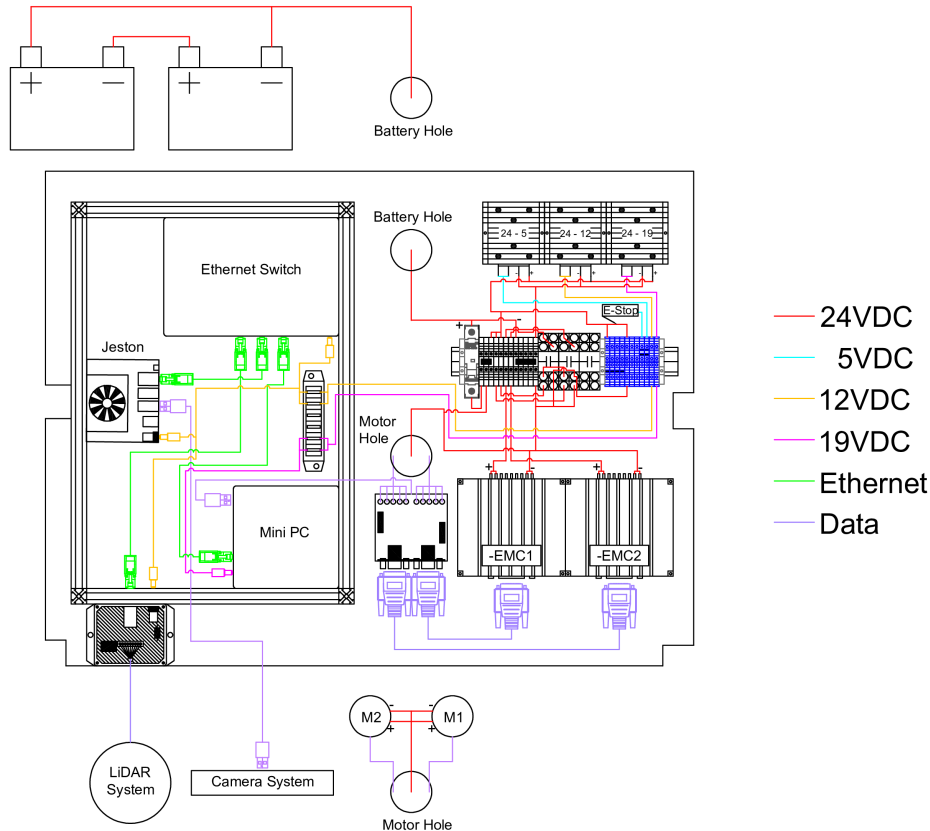 + — + —
Battery Hole
Battery Hole
24 - 5
24 - 12
24 - 19
- +
- +
- +
Ethernet Switch
E-Stop
+ -
Jeston
Motor
Hole
+ - + -
Mini PC
-EMC1
-EMC2
24VDC
5VDC
12VDC
19VDC
Ethernet
Data
M2
- -
+ +
M1
LiDAR
System
Camera System
Motor Hole